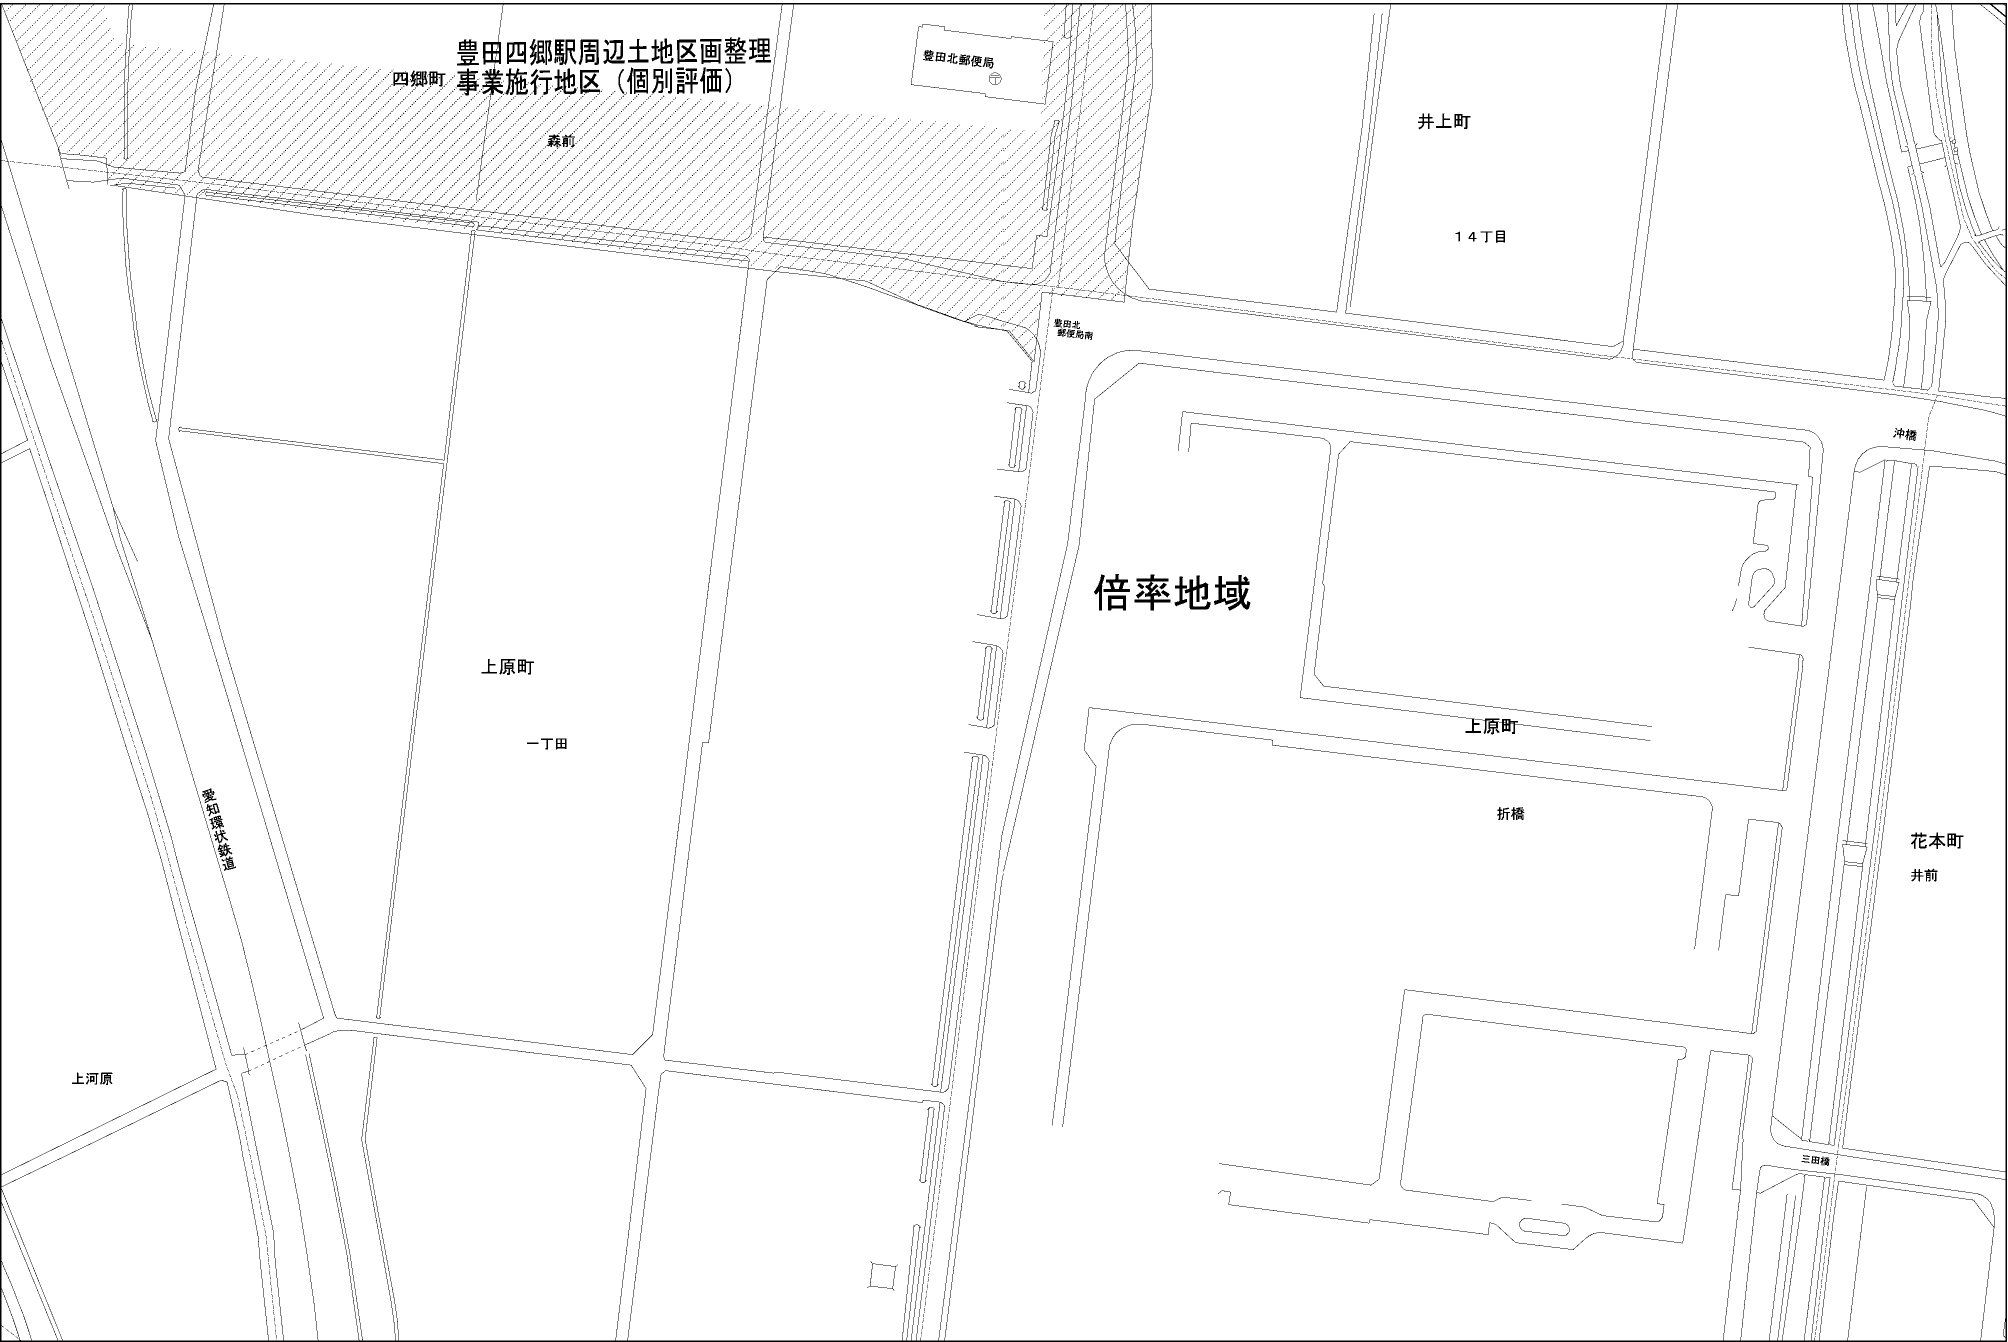 豊田四郷駅周辺土地区画整理
事業施行地区（個別評価）
四郷町
豊田北郵便局
森前
井上町
１４丁目
豊田北
郵便局南
沖橋
倍率地域
上原町
一丁田
上原町
折橋
愛知環状鉄道
花本町
井前
上河原
三田橋